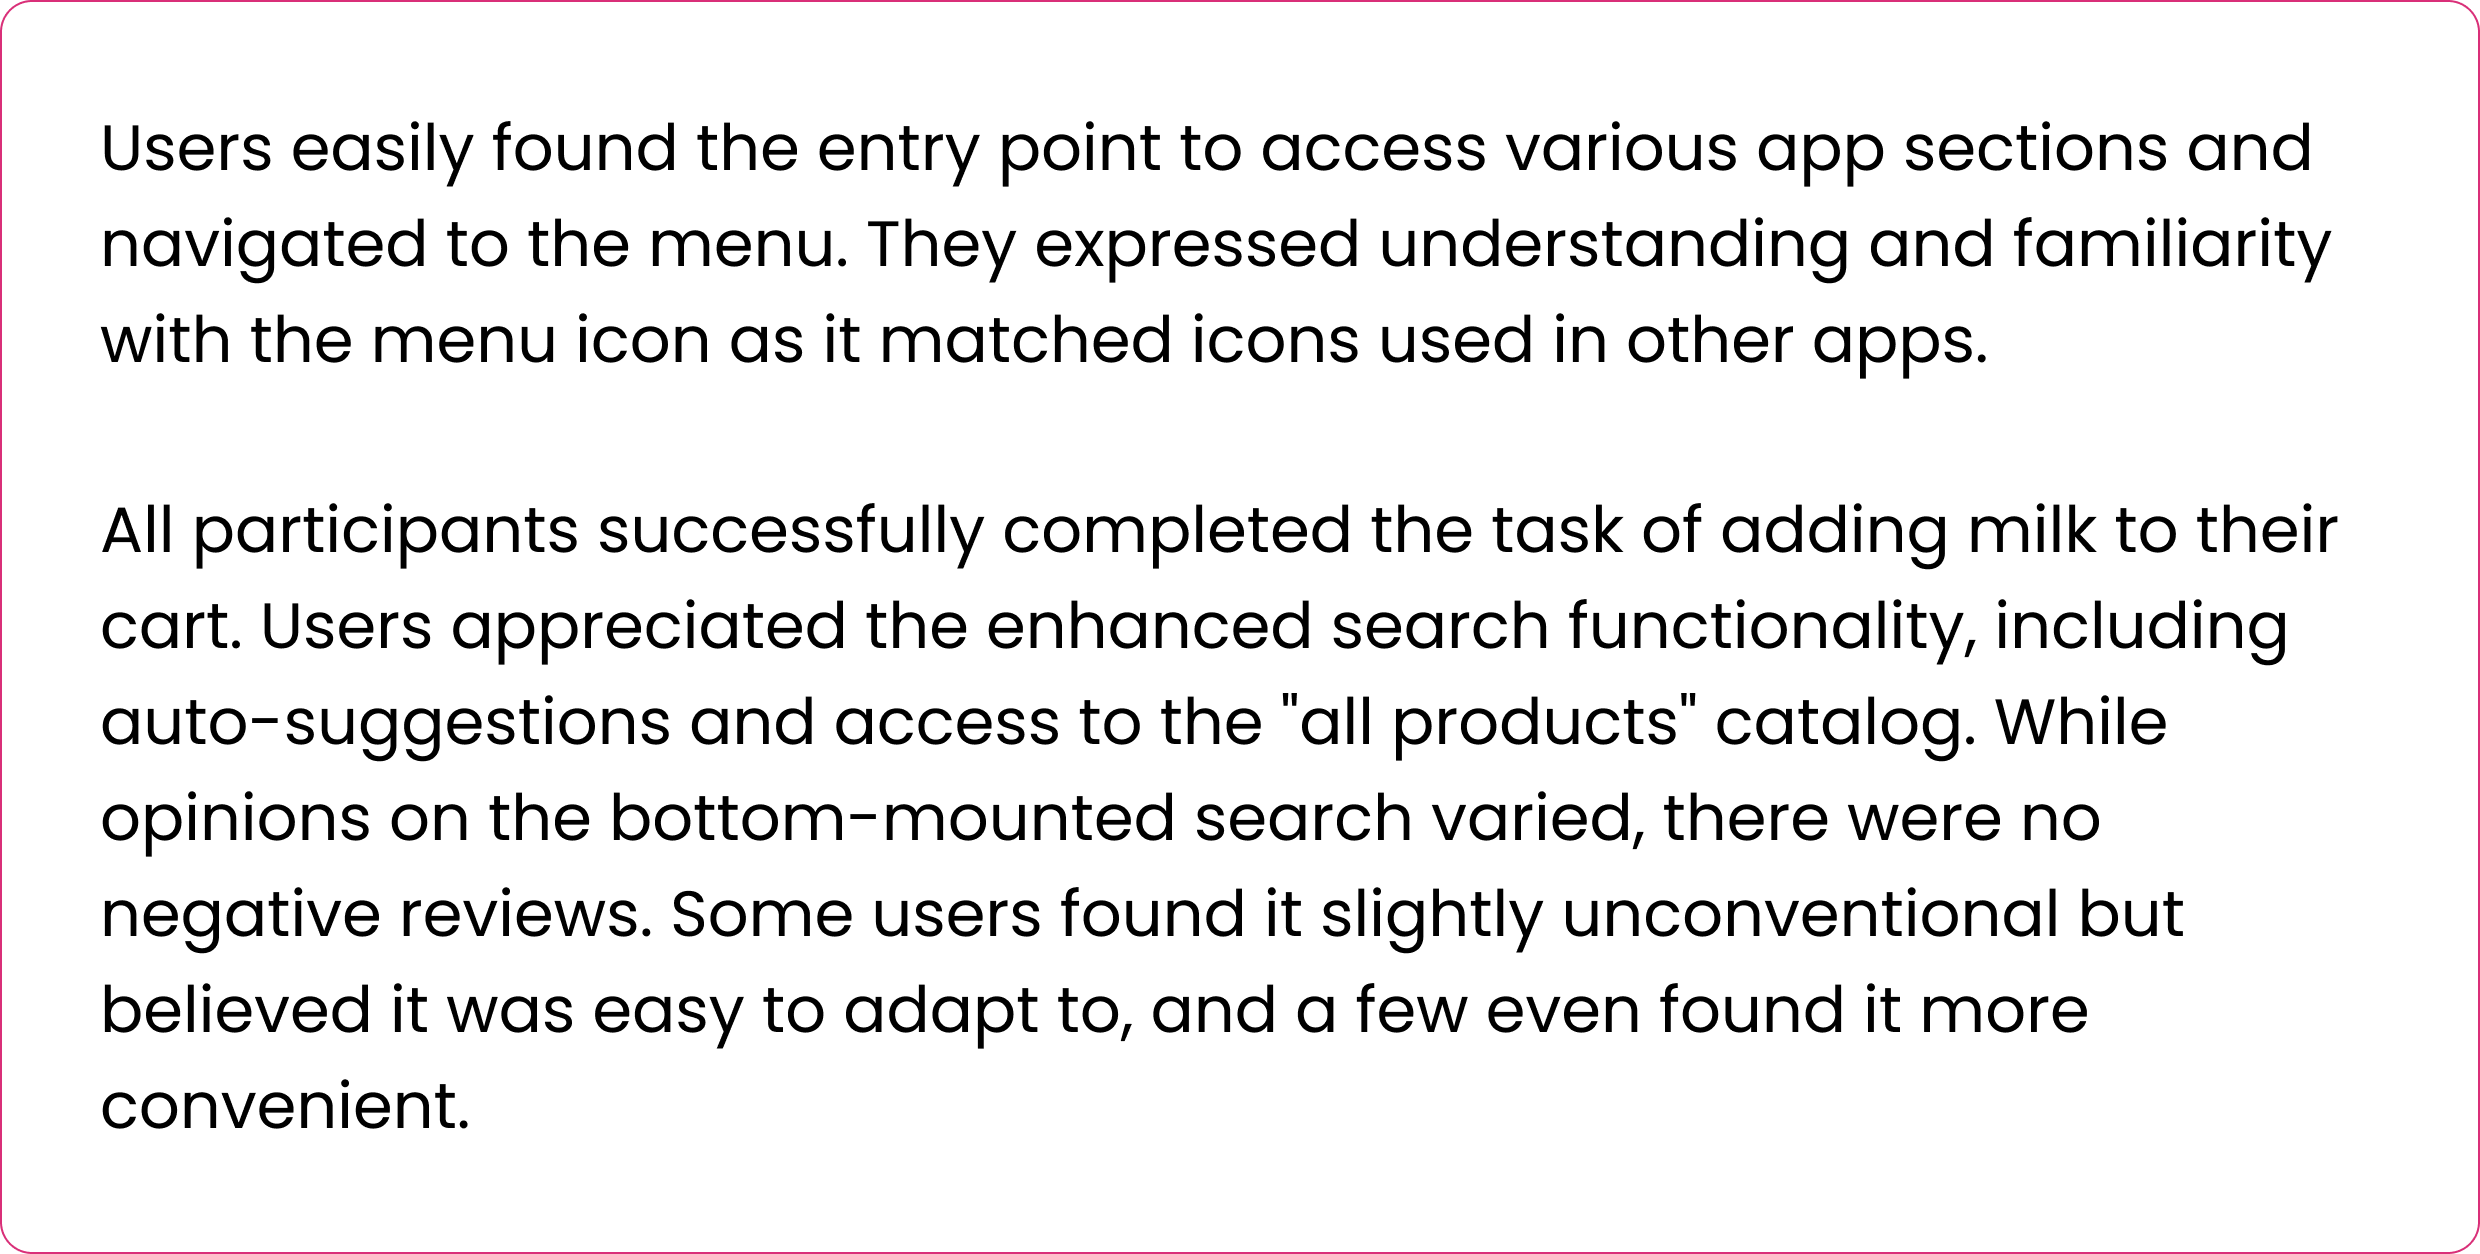 Users easily found the entry point to access various app sections and
navigated to the menu. They expressed understanding and familiarity
with the menu icon as it matched icons used in other apps.
All participants successfully completed the task of adding milk to their
cart. Users appreciated the enhanced search functionality, including
auto-suggestions and access to the "all products" catalog. While
opinions on the bottom-mounted search varied, there were no
negative reviews. Some users found it slightly unconventional but
believed it was easy to adapt to, and a few even found it more
convenient.